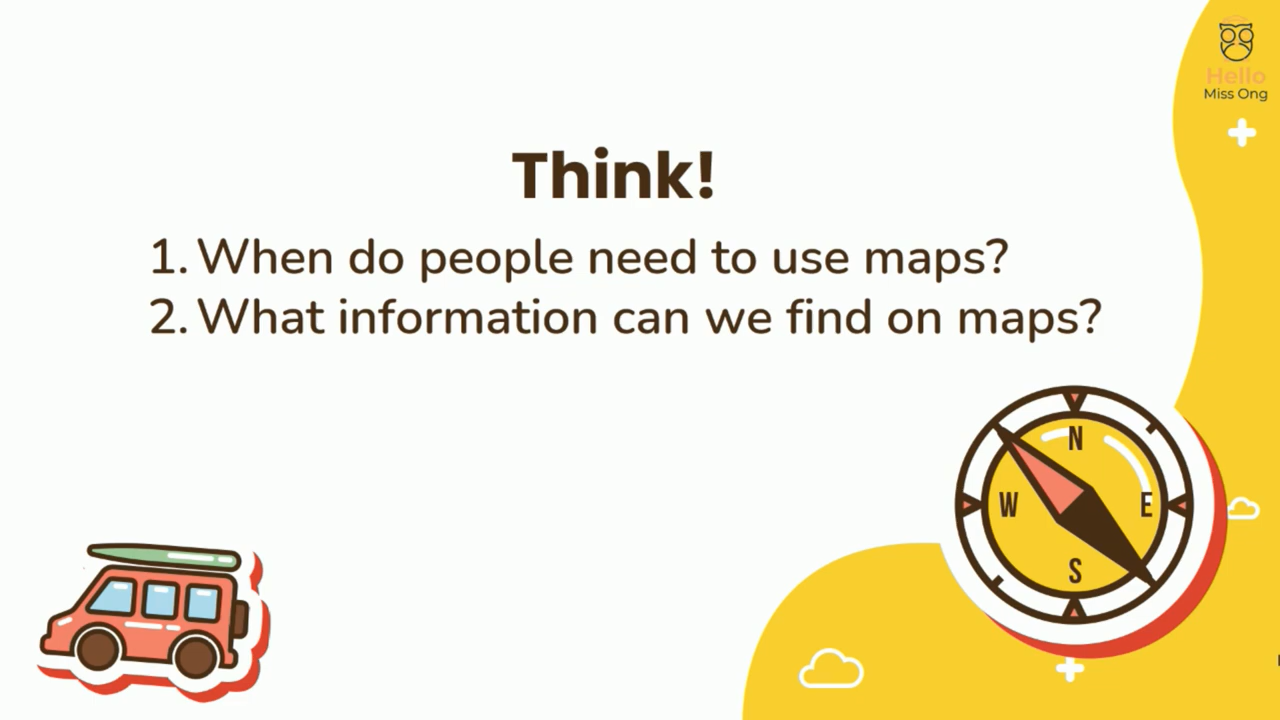 Hello
Miss Ong
Think!
1. When do people need to use maps?
2. What information can we find on maps?
N
W
E
S